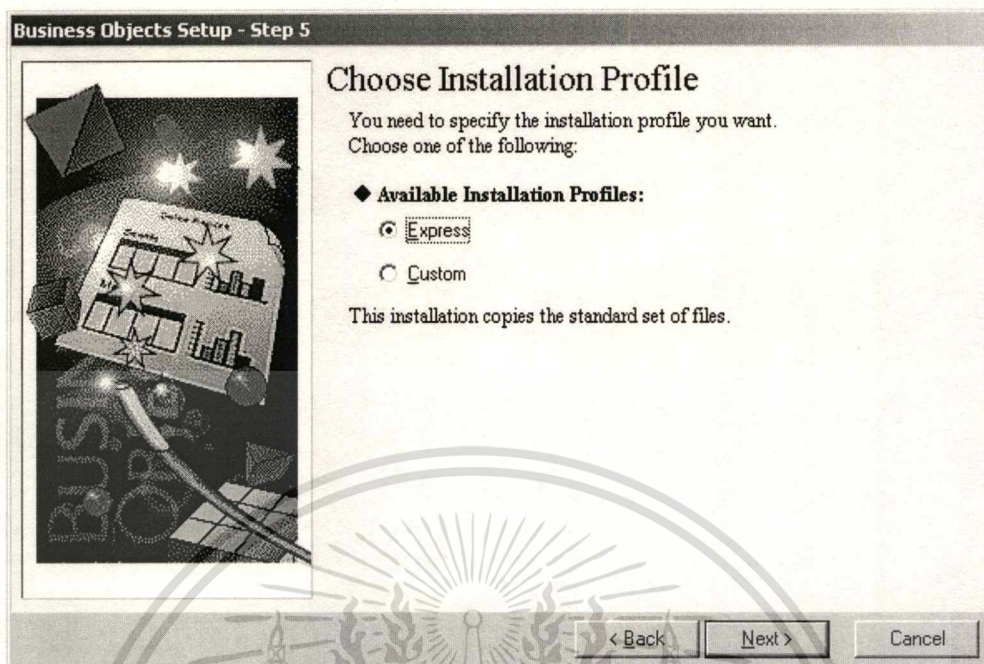 Business Objects Setup - Step 5
Choose Installation Profile
You need to specify the installation profile you want.
Choose one of the following:
◆ Available Installation Profiles:
Express
Custom
This installation copies the standard set of files.
< Back
Next >
Cancel